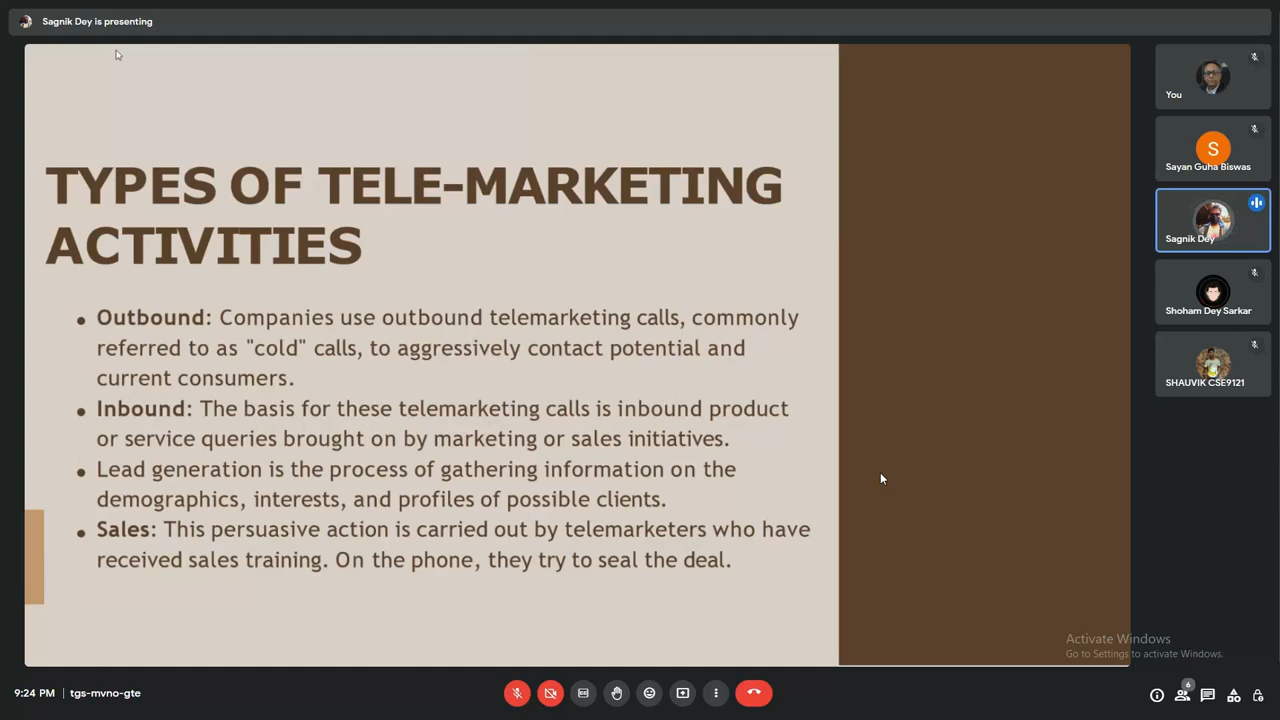 Sagnik Dey is presenting
TYPES OF TELE-MARKETING
ACTIVITIES
• Outbound: Companies use outbound telemarketing calls, commonly
referred to as "cold" calls, to aggressively contact potential and
current consumers.
• Inbound: The basis for these telemarketing calls is inbound product
or service queries brought on by marketing or sales initiatives.
• Lead generation is the process of gathering information on the
demographics, interests, and profiles of possible clients.
• Sales: This persuasive action is carried out by telemarketers who have
received sales training. On the phone, they try to seal the deal.
You
S
Sayan Guha Biswas
Sagnik Dey
Shoham Dey Sarkar
SHAUVIK CSE9121
Activate Windows
Go to Settings to activate Windows.
9:24 PM | tgs-mvno-gte
6